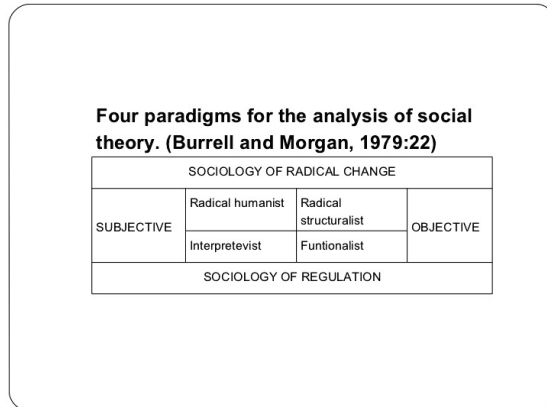 Four paradigms for the analysis of social
theory. (Burrell and Morgan, 1979:22)
SOCIOLOGY OF RADICAL CHANGE
SUBJECTIVE
Radical humanist
Radical
structuralist
OBJECTIVE
Interpretevist
Funtionalist
SOCIOLOGY OF REGULATION